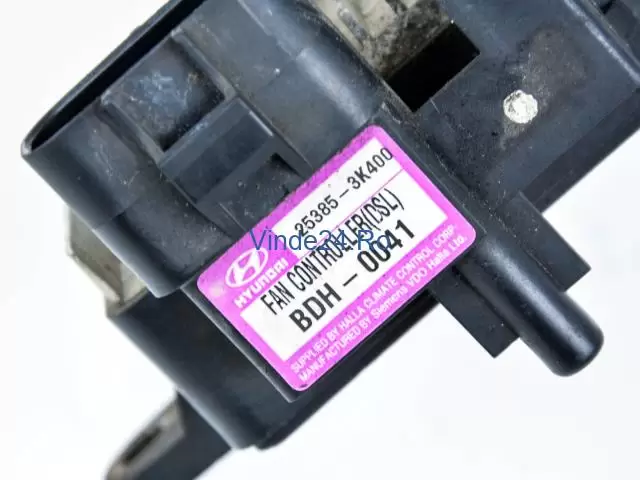 25385-3K400
HYUNDAI
FAN CONTROLLER(DSL)
BDH-0041
SUPPLIED BY HALLA CLIMATE CONTROL CORP.
MANUFACTURED BY Siemens VDO Halla Ltd.
Vinde24.Ro